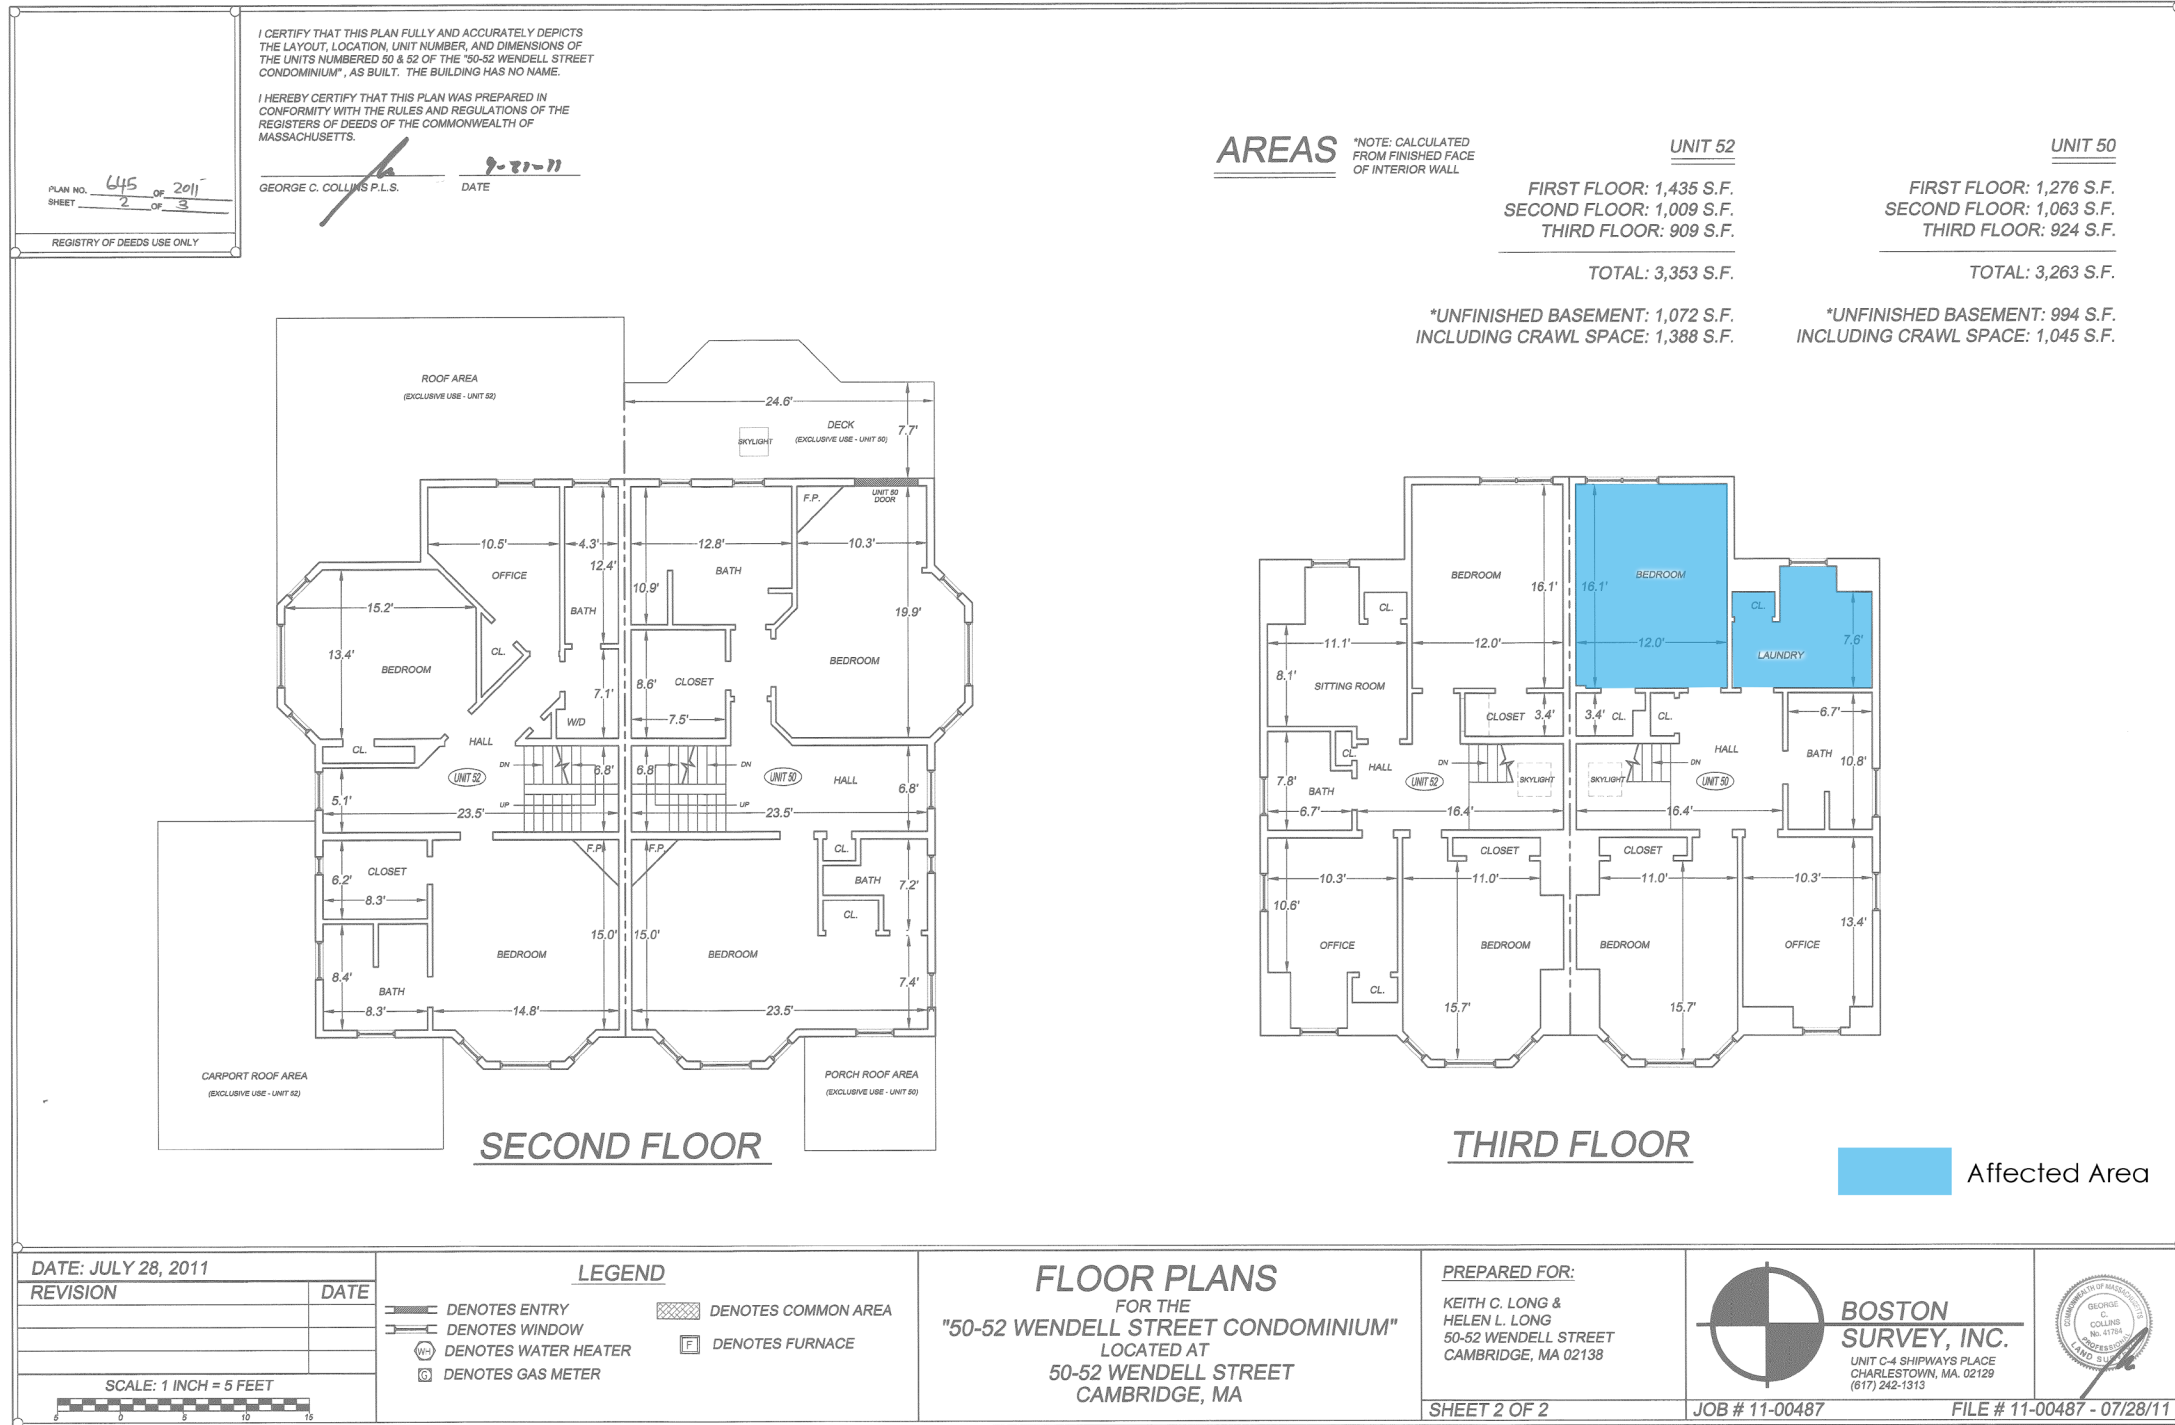 I CERTIFY THAT THIS PLAN FULLY AND ACCURATELY DEPICTS
THE LAYOUT, LOCATION, UNIT NUMBER, AND DIMENSIONS OF
THE UNITS NUMBERED 50 & 52 OF THE "50-52 WENDELL STREET
CONDOMINIUM", AS BUILT. THE BUILDING HAS NO NAME.
I HEREBY CERTIFY THAT THIS PLAN WAS PREPARED IN
CONFORMITY WITH THE RULES AND REGULATIONS OF THE
REGISTERS OF DEEDS OF THE COMMONWEALTH OF
MASSACHUSETTS.
9-21-11
GEORGE C. COLLINS P.L.S. DATE
PLAN NO. 645 OF 2011
SHEET 2 OF 3
REGISTRY OF DEEDS USE ONLY
AREAS
*NOTE: CALCULATED
FROM FINISHED FACE
OF INTERIOR WALL
UNIT 52
FIRST FLOOR: 1,435 S.F.
SECOND FLOOR: 1,009 S.F.
THIRD FLOOR: 909 S.F.
TOTAL: 3,353 S.F.
*UNFINISHED BASEMENT: 1,072 S.F.
INCLUDING CRAWL SPACE: 1,388 S.F.
UNIT 50
FIRST FLOOR: 1,276 S.F.
SECOND FLOOR: 1,063 S.F.
THIRD FLOOR: 924 S.F.
TOTAL: 3,263 S.F.
*UNFINISHED BASEMENT: 994 S.F.
INCLUDING CRAWL SPACE: 1,045 S.F.
ROOF AREA
(EXCLUSIVE USE - UNIT 52)
24.6'
DECK
(EXCLUSIVE USE - UNIT 50)
7.7'
SKYLIGHT
F.P.
UNIT 50
DOOR
10.5'
4.3'
12.8'
10.3'
12.4'
OFFICE
BATH
10.9'
BATH
15.2'
19.9'
13.4'
CL.
BEDROOM
BEDROOM
8.6'
CLOSET
7.1'
7.5'
W/D
HALL
CL.
DN
UNIT 52
6.8'
6.8'
DN
UNIT 50
HALL
6.8'
5.1'
UP
UP
23.5'
23.5'
F.P.
F.P.
CL.
CLOSET
6.2'
BATH
7.2'
8.3'
CL.
15.0'
15.0'
BEDROOM
BEDROOM
8.4'
BATH
7.4'
8.3'
14.8'
23.5'
CARPORT ROOF AREA
(EXCLUSIVE USE - UNIT 52)
PORCH ROOF AREA
(EXCLUSIVE USE - UNIT 50)
SECOND FLOOR
BEDROOM
16.1'
16.1'
BEDROOM
CL.
CL.
11.1'
12.0'
12.0'
7.6'
LAUNDRY
8.1'
SITTING ROOM
CLOSET
3.4'
3.4'
CL.
CL.
6.7'
CL.
HALL
HALL
BATH
10.8'
DN
DN
7.8'
UNIT 52
SKYLIGHT
SKYLIGHT
UNIT 50
BATH
6.7'
16.4'
16.4'
CLOSET
CLOSET
10.3'
11.0'
11.0'
10.3'
10.6'
13.4'
OFFICE
BEDROOM
BEDROOM
OFFICE
CL.
15.7'
15.7'
THIRD FLOOR
Affected Area
DATE: JULY 28, 2011
REVISION DATE
SCALE: 1 INCH = 5 FEET
5 0 5 10 15
LEGEND
DENOTES ENTRY
DENOTES WINDOW
WH DENOTES WATER HEATER
G DENOTES GAS METER
DENOTES COMMON AREA
F DENOTES FURNACE
FLOOR PLANS
FOR THE
"50-52 WENDELL STREET CONDOMINIUM"
LOCATED AT
50-52 WENDELL STREET
CAMBRIDGE, MA
PREPARED FOR:
KEITH C. LONG &
HELEN L. LONG
50-52 WENDELL STREET
CAMBRIDGE, MA 02138
SHEET 2 OF 2
BOSTON
SURVEY, INC.
UNIT C-4 SHIPWAYS PLACE
CHARLESTOWN, MA. 02129
(617) 242-1313
JOB # 11-00487
FILE # 11-00487 - 07/28/11
COMMONWEALTH OF MASSACHUSETTS
GEORGE
C.
COLLINS
No. 41784
PROFESSIONAL
LAND